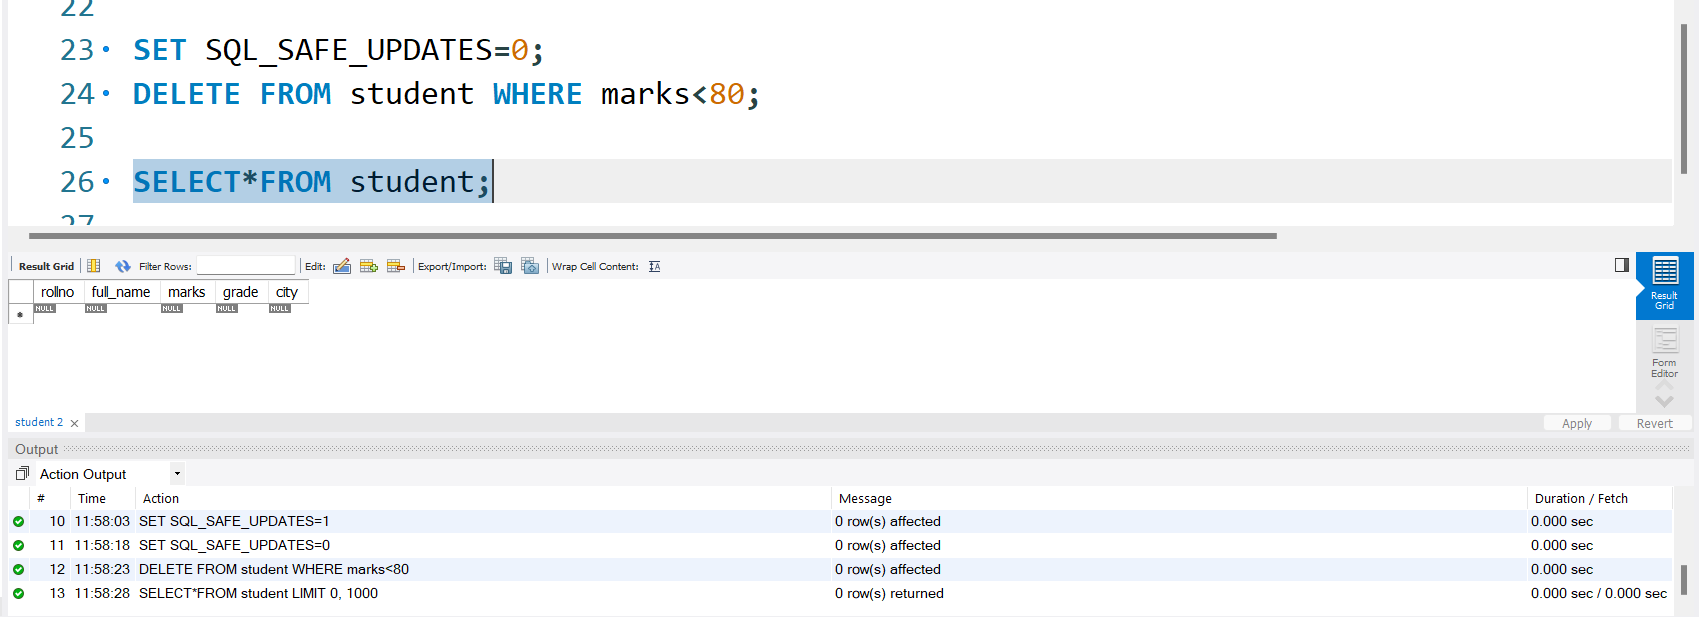 22
23 SET SQL_SAFE_UPDATES=0;
24 DELETE FROM student WHERE marks<80;
25
26 SELECT*FROM student;
27
Result Grid Filter Rows: Edit: Export/Import: Wrap Cell Content:
rollno full_name marks grade city
NULL NULL NULL NULL NULL
Result Grid
Form Editor
student 2
Apply Revert
Output
Action Output
# Time Action Message Duration / Fetch
10 11:58:03 SET SQL_SAFE_UPDATES=1 0 row(s) affected 0.000 sec
11 11:58:18 SET SQL_SAFE_UPDATES=0 0 row(s) affected 0.000 sec
12 11:58:23 DELETE FROM student WHERE marks<80 0 row(s) affected 0.000 sec
13 11:58:28 SELECT*FROM student LIMIT 0, 1000 0 row(s) returned 0.000 sec / 0.000 sec